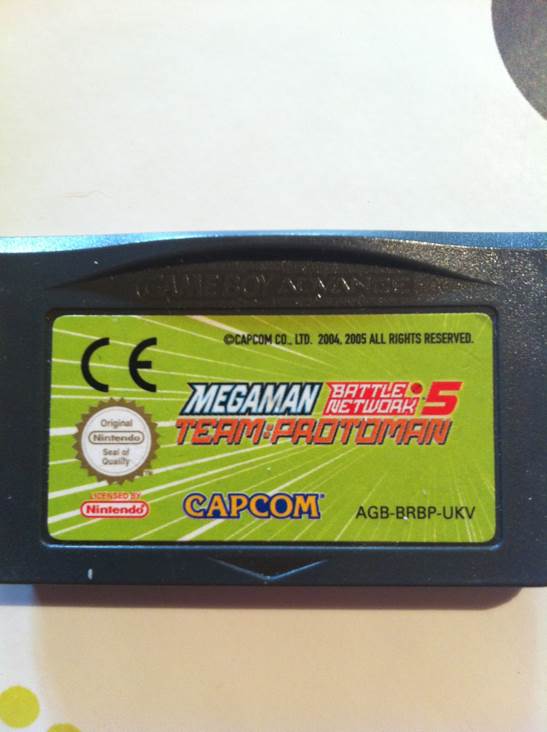 GAME BOY ADVANCE
©CAPCOM CO., LTD. 2004, 2005 ALL RIGHTS RESERVED.
CE
MEGAMAN BATTLE NETWORK 5
TEAM:PROTOMAN
Original
Nintendo
Seal of
Quality
LICENSED BY
Nintendo
CAPCOM
AGB-BRBP-UKV